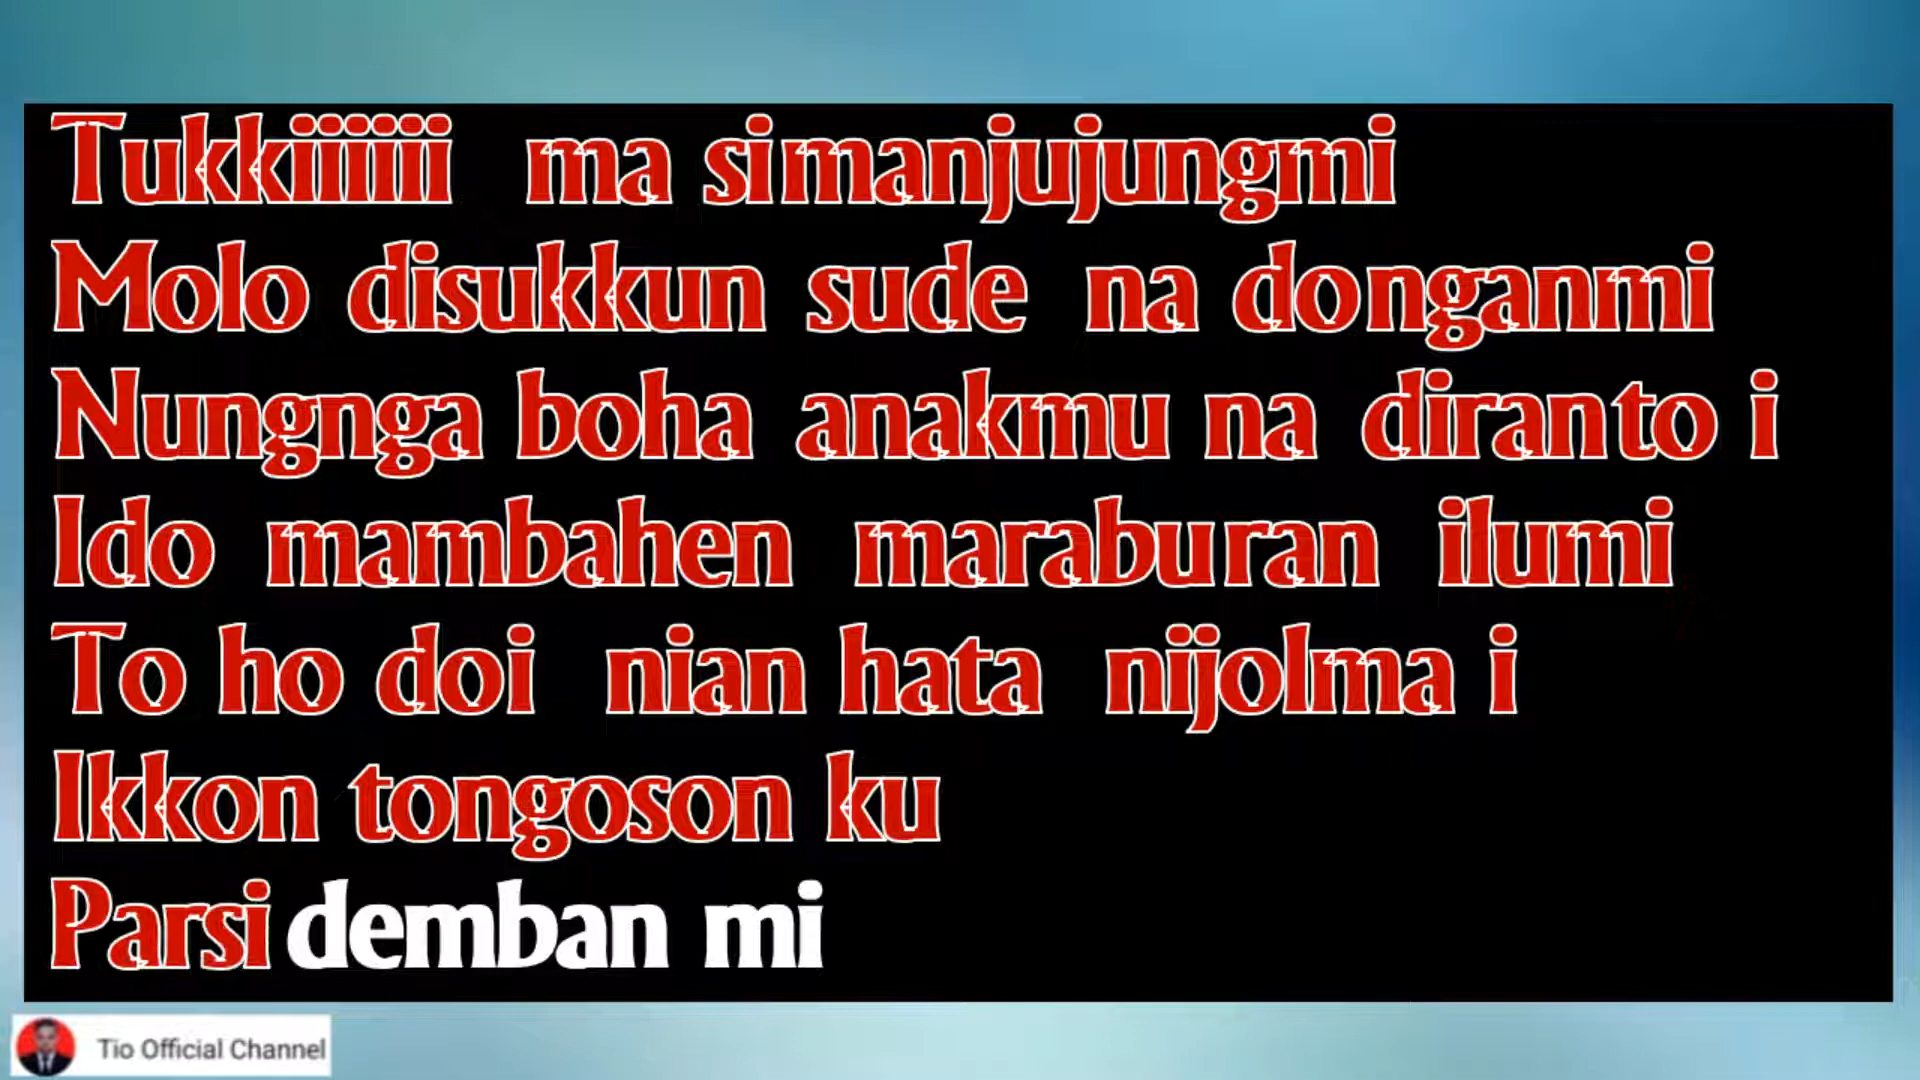 Tukkiiiiii ma simanjujungmi
Molo disukkun sude na donganmi
Nungnga boha anakmu na diranto i
Ido mambahen maraburan ilumi
To ho doi nian hata nijolma i
Ikkon tongoson ku
Parsi demban mi
Tio Official Channel